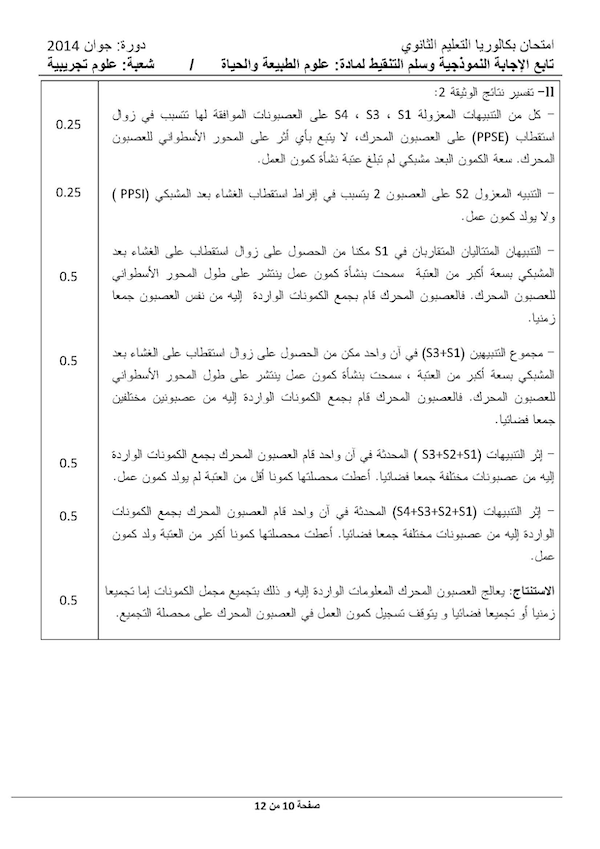 امتحان بكالوريا التعليم الثانوي دورة: جوان 2014
تابع الإجابة النموذجية وسلم التنقيط لمادة: علوم الطبيعة والحياة / شعبة: علوم تجريبية
II- تفسير نتائج الوثيقة 2:
- كل من التنبيهات المعزولة S1 ، S3 ، S4 على العصبونات الموافقة لها تتسبب في زوال
استقطاب (PPSE) على العصبون المحرك، لا يتبع بأي أثر على المحور الأسطواني للعصبون
المحرك. سعة الكمون البعد مشبكي لم تبلغ عتبة نشأة كمون العمل.
0.25
- التنبيه المعزول S2 على العصبون 2 يتسبب في إفراط استقطاب الغشاء بعد المشبكي (PPSI )
ولا يولد كمون عمل.
0.25
- التنبيهان المتتاليان المتقاربان في S1 مكنا من الحصول على زوال استقطاب على الغشاء بعد
المشبكي بسعة أكبر من العتبة سمحت بنشأة كمون عمل ينتشر على طول المحور الأسطواني
للعصبون المحرك. فالعصبون المحرك قام بجمع الكمونات الواردة إليه من نفس العصبون جمعا
زمنيا.
0.5
- مجموع التنبيهين (S3+S1) في آن واحد مكن من الحصول على زوال استقطاب على الغشاء بعد
المشبكي بسعة أكبر من العتبة ، سمحت بنشأة كمون عمل ينتشر على طول المحور الأسطواني
للعصبون المحرك. فالعصبون المحرك قام بجمع الكمونات الواردة إليه من عصبونين مختلفين
جمعا فضائيا.
0.5
- إثر التنبيهات (S3+S2+S1 ) المحدثة في آن واحد قام العصبون المحرك بجمع الكمونات الواردة
إليه من عصبونات مختلفة جمعا فضائيا. أعطت محصلتها كمونا أقل من العتبة لم يولد كمون عمل.
0.5
- إثر التنبيهات (S4+S3+S2+S1) المحدثة في آن واحد قام العصبون المحرك بجمع الكمونات
الواردة إليه من عصبونات مختلفة جمعا فضائيا. أعطت محصلتها كمونا أكبر من العتبة ولد كمون
عمل.
0.5
الاستنتاج: يعالج العصبون المحرك المعلومات الواردة إليه و ذلك بتجميع مجمل الكمونات إما تجميعا
زمنيا أو تجميعا فضائيا و يتوقف تسجيل كمون العمل في العصبون المحرك على محصلة التجميع.
0.5
صفحة 10 من 12